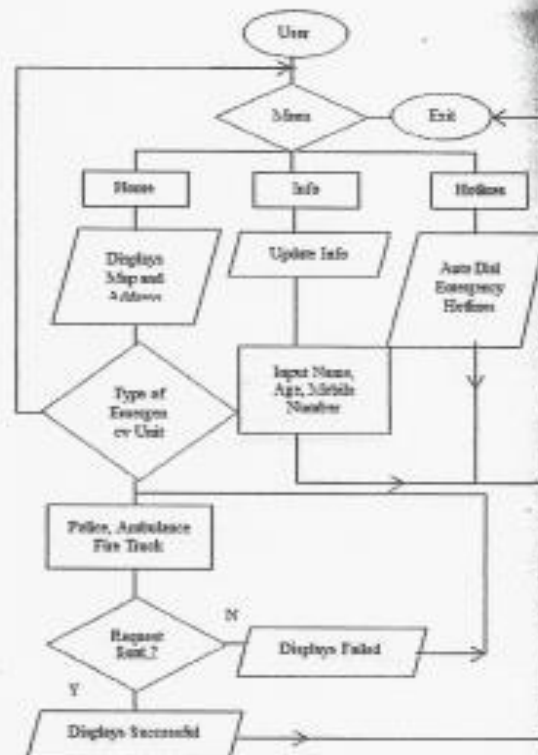 User
Menu
Exit
Home
Info
Hotlines
Displays
Map and
Address
Update Info
Auto Dial
Emergency
Hotlines
Type of
Emergen
cy Unit
Input Name,
Age, Mobile
Number
Police, Ambulance
Fire Truck
Request
Sent?
N
Displays Failed
Y
Displays Successful